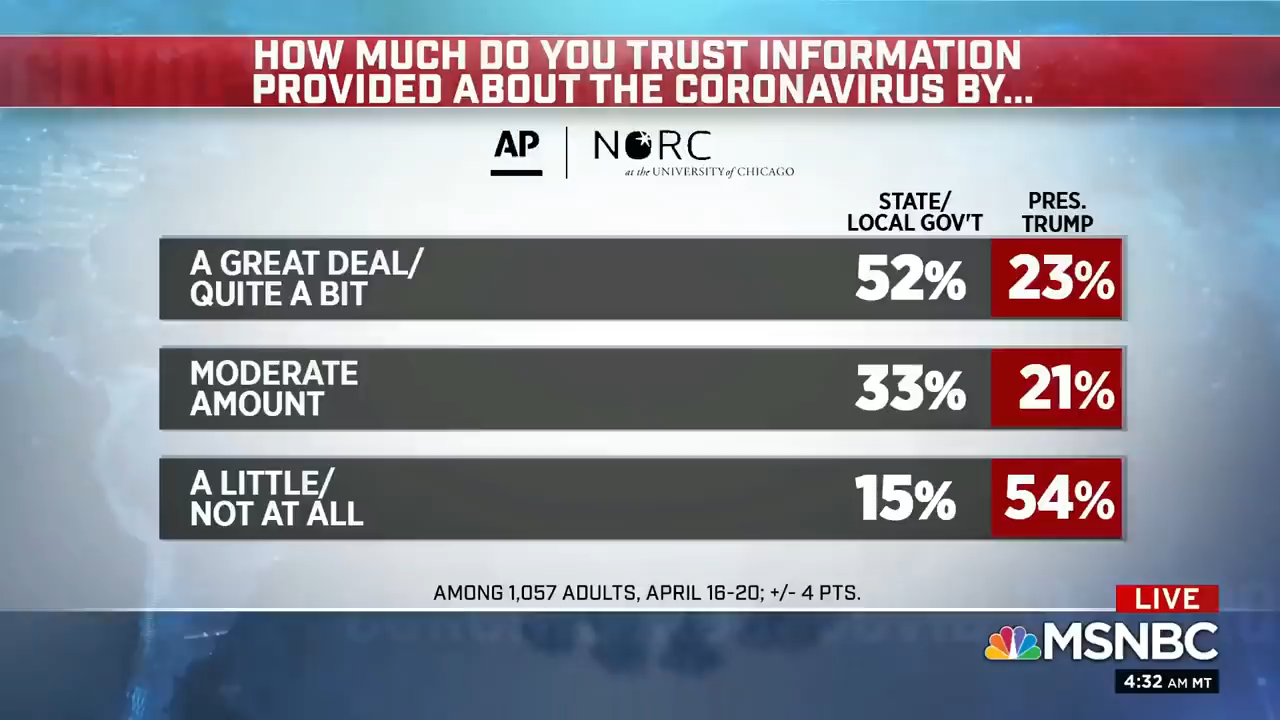 HOW MUCH DO YOU TRUST INFORMATION
PROVIDED ABOUT THE CORONAVIRUS BY...
AP
NORC
at the UNIVERSITY of CHICAGO
STATE/
LOCAL GOV'T
PRES.
TRUMP
A GREAT DEAL/
QUITE A BIT
52% 23%
MODERATE
AMOUNT
33% 21%
A LITTLE/
NOT AT ALL
15% 54%
AMONG 1,057 ADULTS, APRIL 16-20; +/- 4 PTS.
LIVE
MSNBC
4:32 AM MT